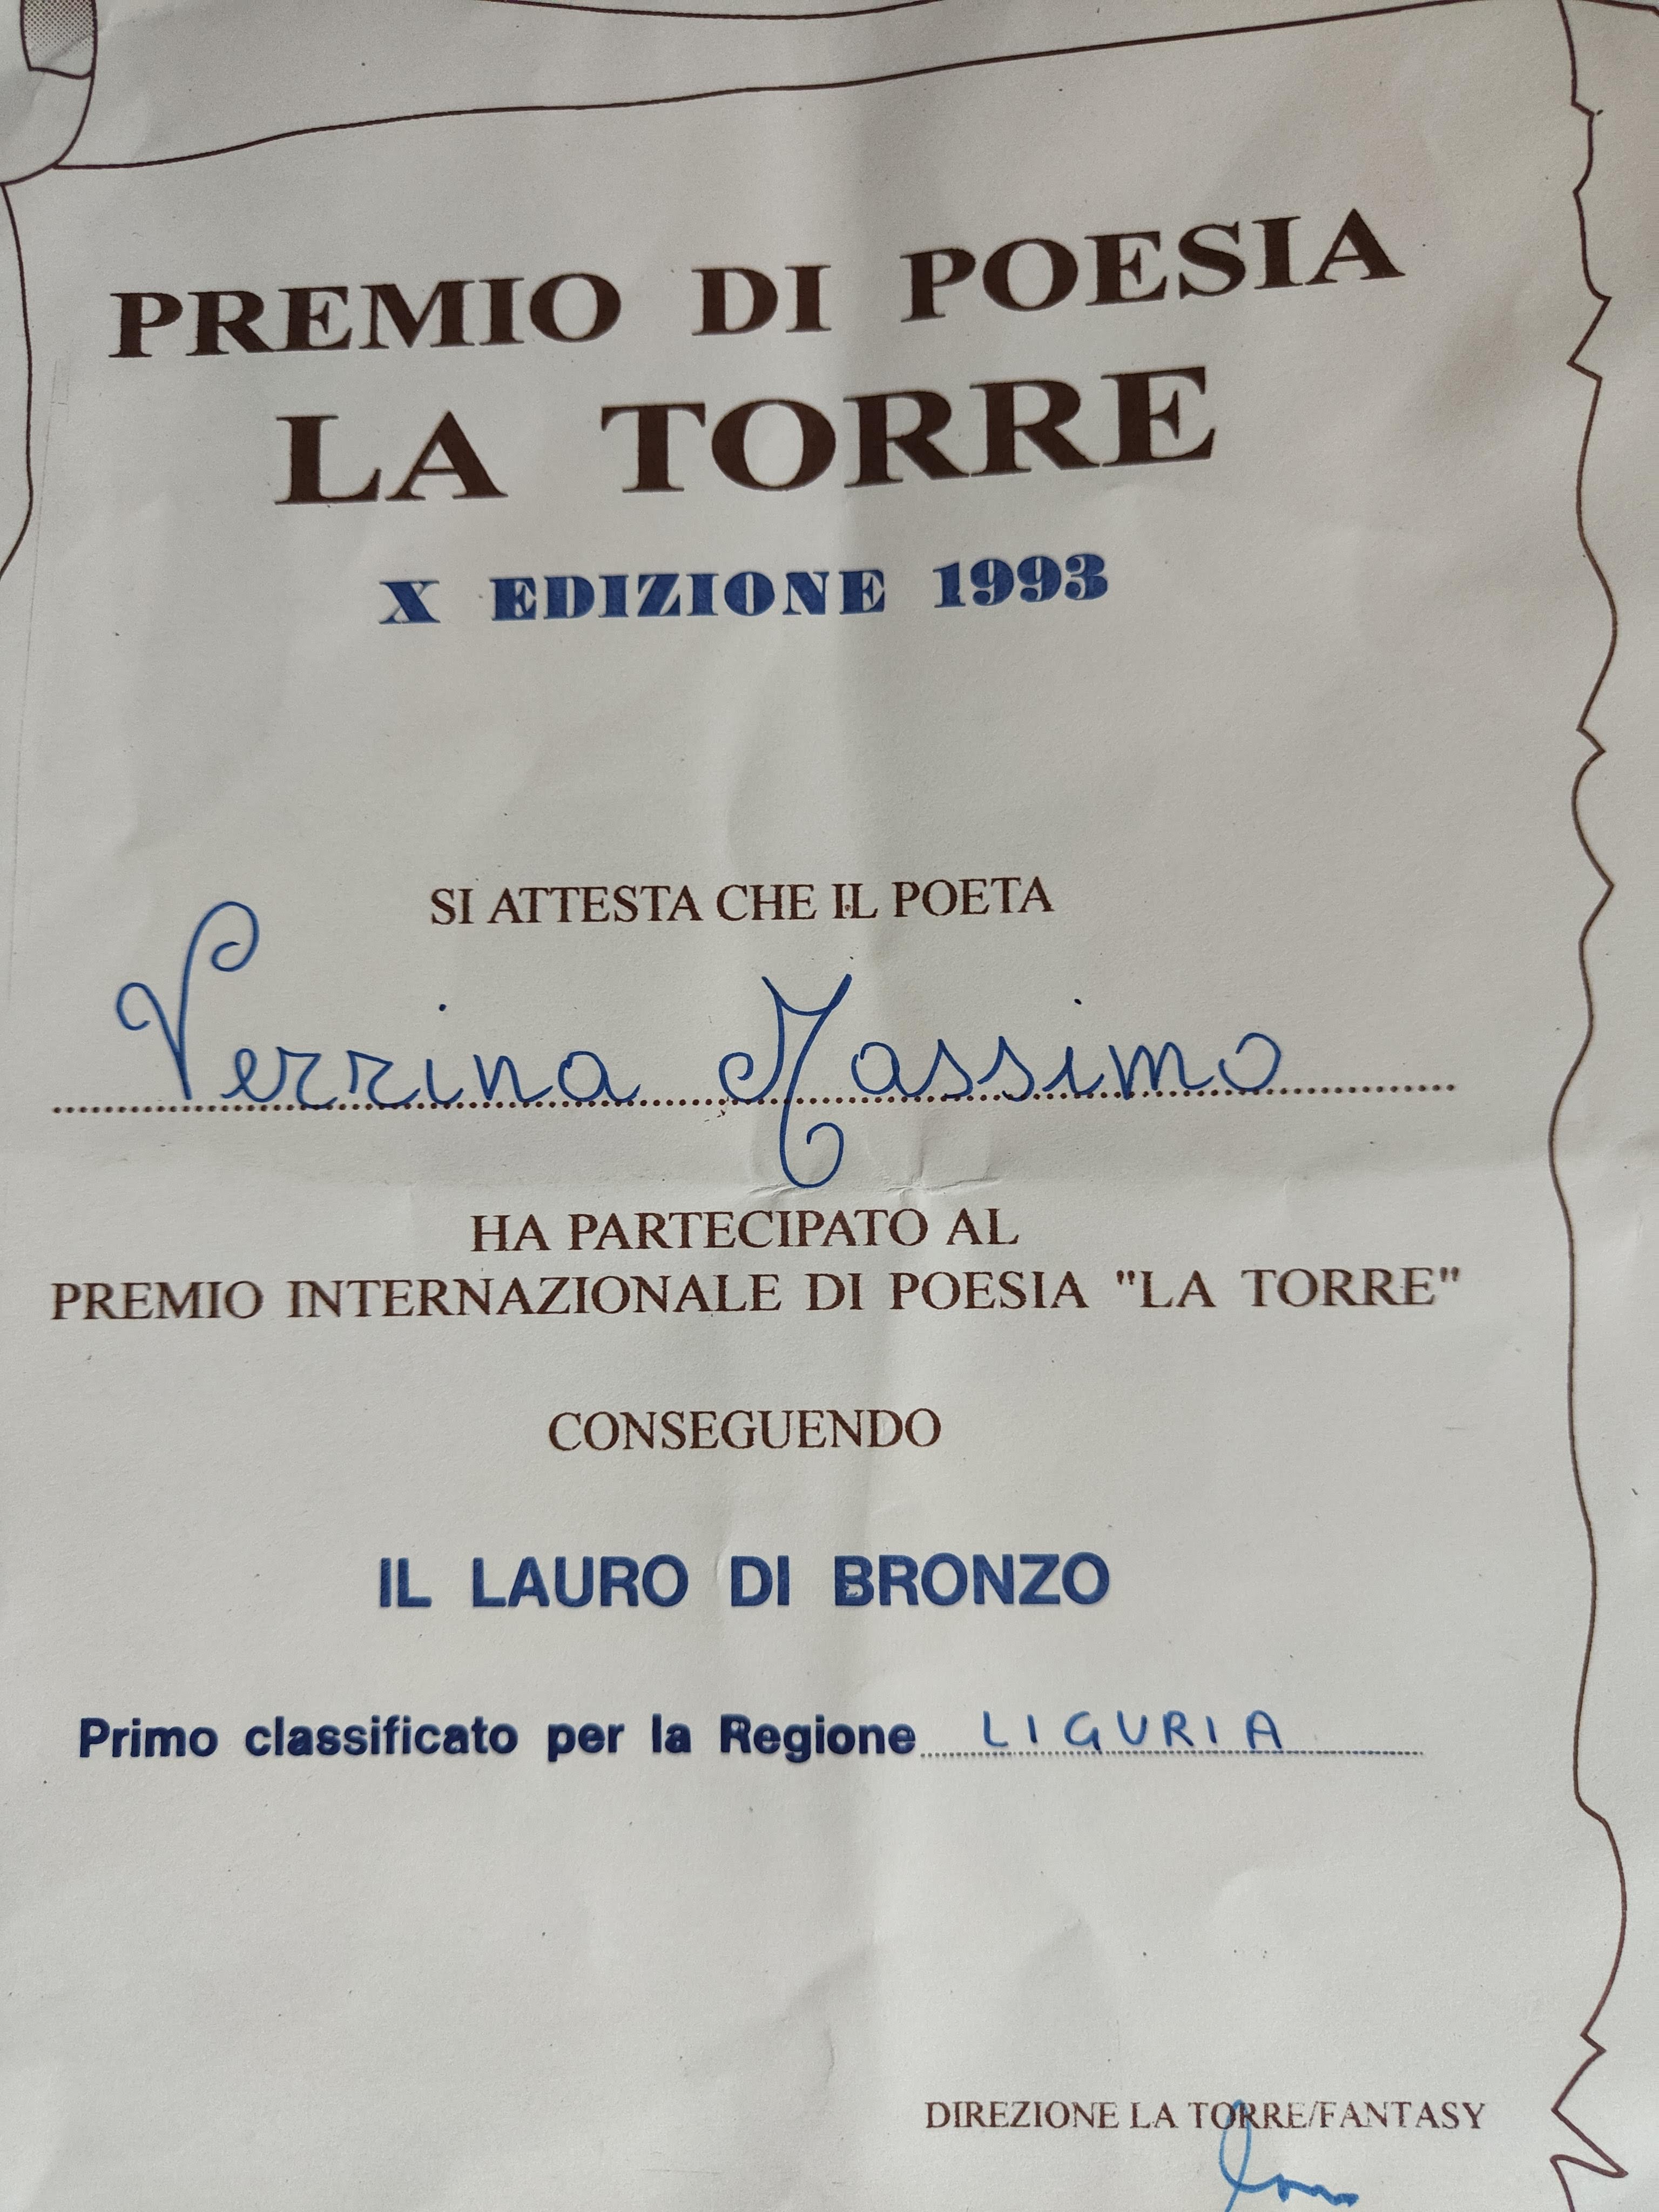 PREMIO DI POESIA
LA TORRE
X EDIZIONE 1993
SI ATTESTA CHE IL POETA
Verrina Massimo
HA PARTECIPATO AL
PREMIO INTERNAZIONALE DI POESIA "LA TORRE"
CONSEGUENDO
IL LAURO DI BRONZO
Primo classificato per la Regione LIGURIA
DIREZIONE LA TORRE/FANTASY